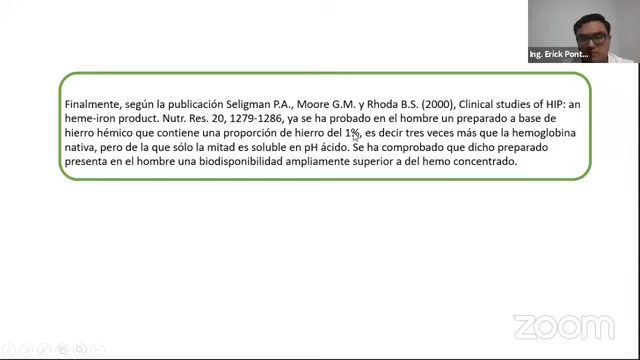 Ing. Erick Pont...
Finalmente, según la publicación Seligman P.A., Moore G.M. y Rhoda B.S. (2000), Clinical studies of HIP: an
heme-iron product. Nutr. Res. 20, 1279-1286, ya se ha probado en el hombre un preparado a base de
hierro hémico que contiene una proporción de hierro del 1%, es decir tres veces más que la hemoglobina
nativa, pero de la que sólo la mitad es soluble en pH ácido. Se ha comprobado que dicho preparado
presenta en el hombre una biodisponibilidad ampliamente superior a del hemo concentrado.
zoom